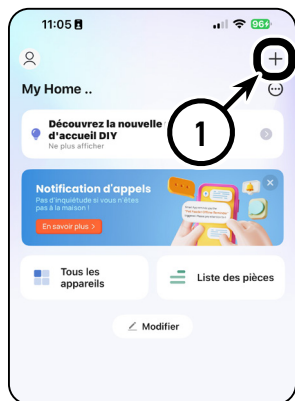 11:05
96
My Home ..
Découvrez la nouvelle
d'accueil DIY
Ne plus afficher
1
Notification d'appels
Pas d'inquiétude si vous n'êtes
pas à la maison !
En savoir plus >
Tous les
appareils
Liste des pièces
Modifier